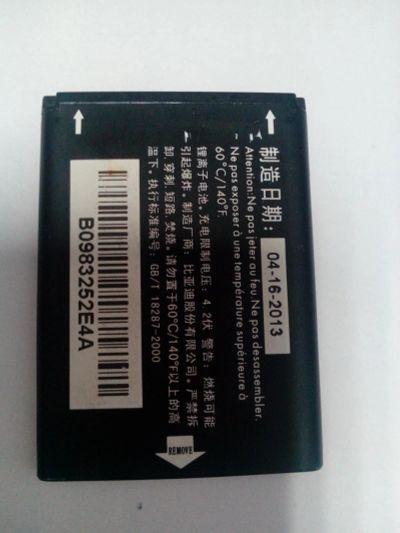 制造日期: 04-16-2013
Attention:Ne pas jeter au feu.Ne pas desassembler.
Ne pas exposer à une température supérieure à
60°C/140°F.
锂离子电池。充电限制电压: 4.2伏 警告: 燃烧可能
引起爆炸。制造厂商: 比亚迪股份有限公司。严禁拆
卸,穿刺,短路,焚烧。请勿置于60°C/140°F以上的高
温下。执行标准编号: GB/T 18287-2000
B0983252E4A
REMOVE